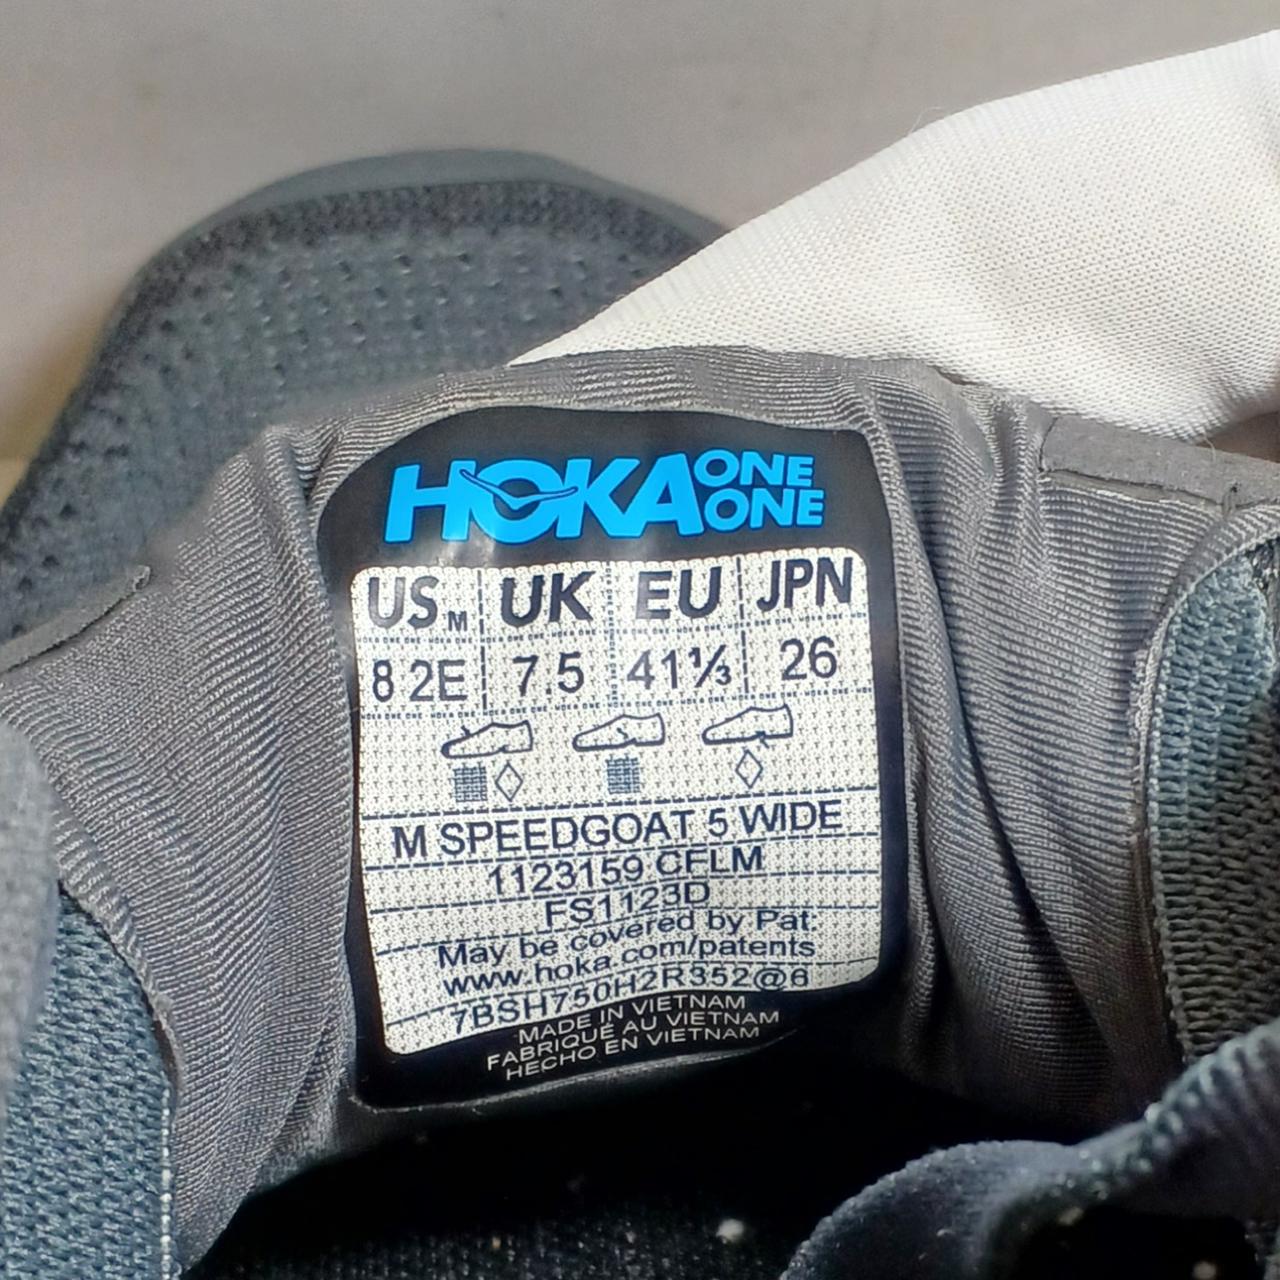 HOKA ONE ONE
USM UK EU JPN
8 2E 7.5 41⅓ 26
M SPEEDGOAT 5 WIDE
1123159 CFLM
FS1123D
May be covered by Pat:
www.hoka.com/patents
7BSH750H2R352@6
MADE IN VIETNAM
FABRIQUÉ AU VIETNAM
HECHO EN VIETNAM